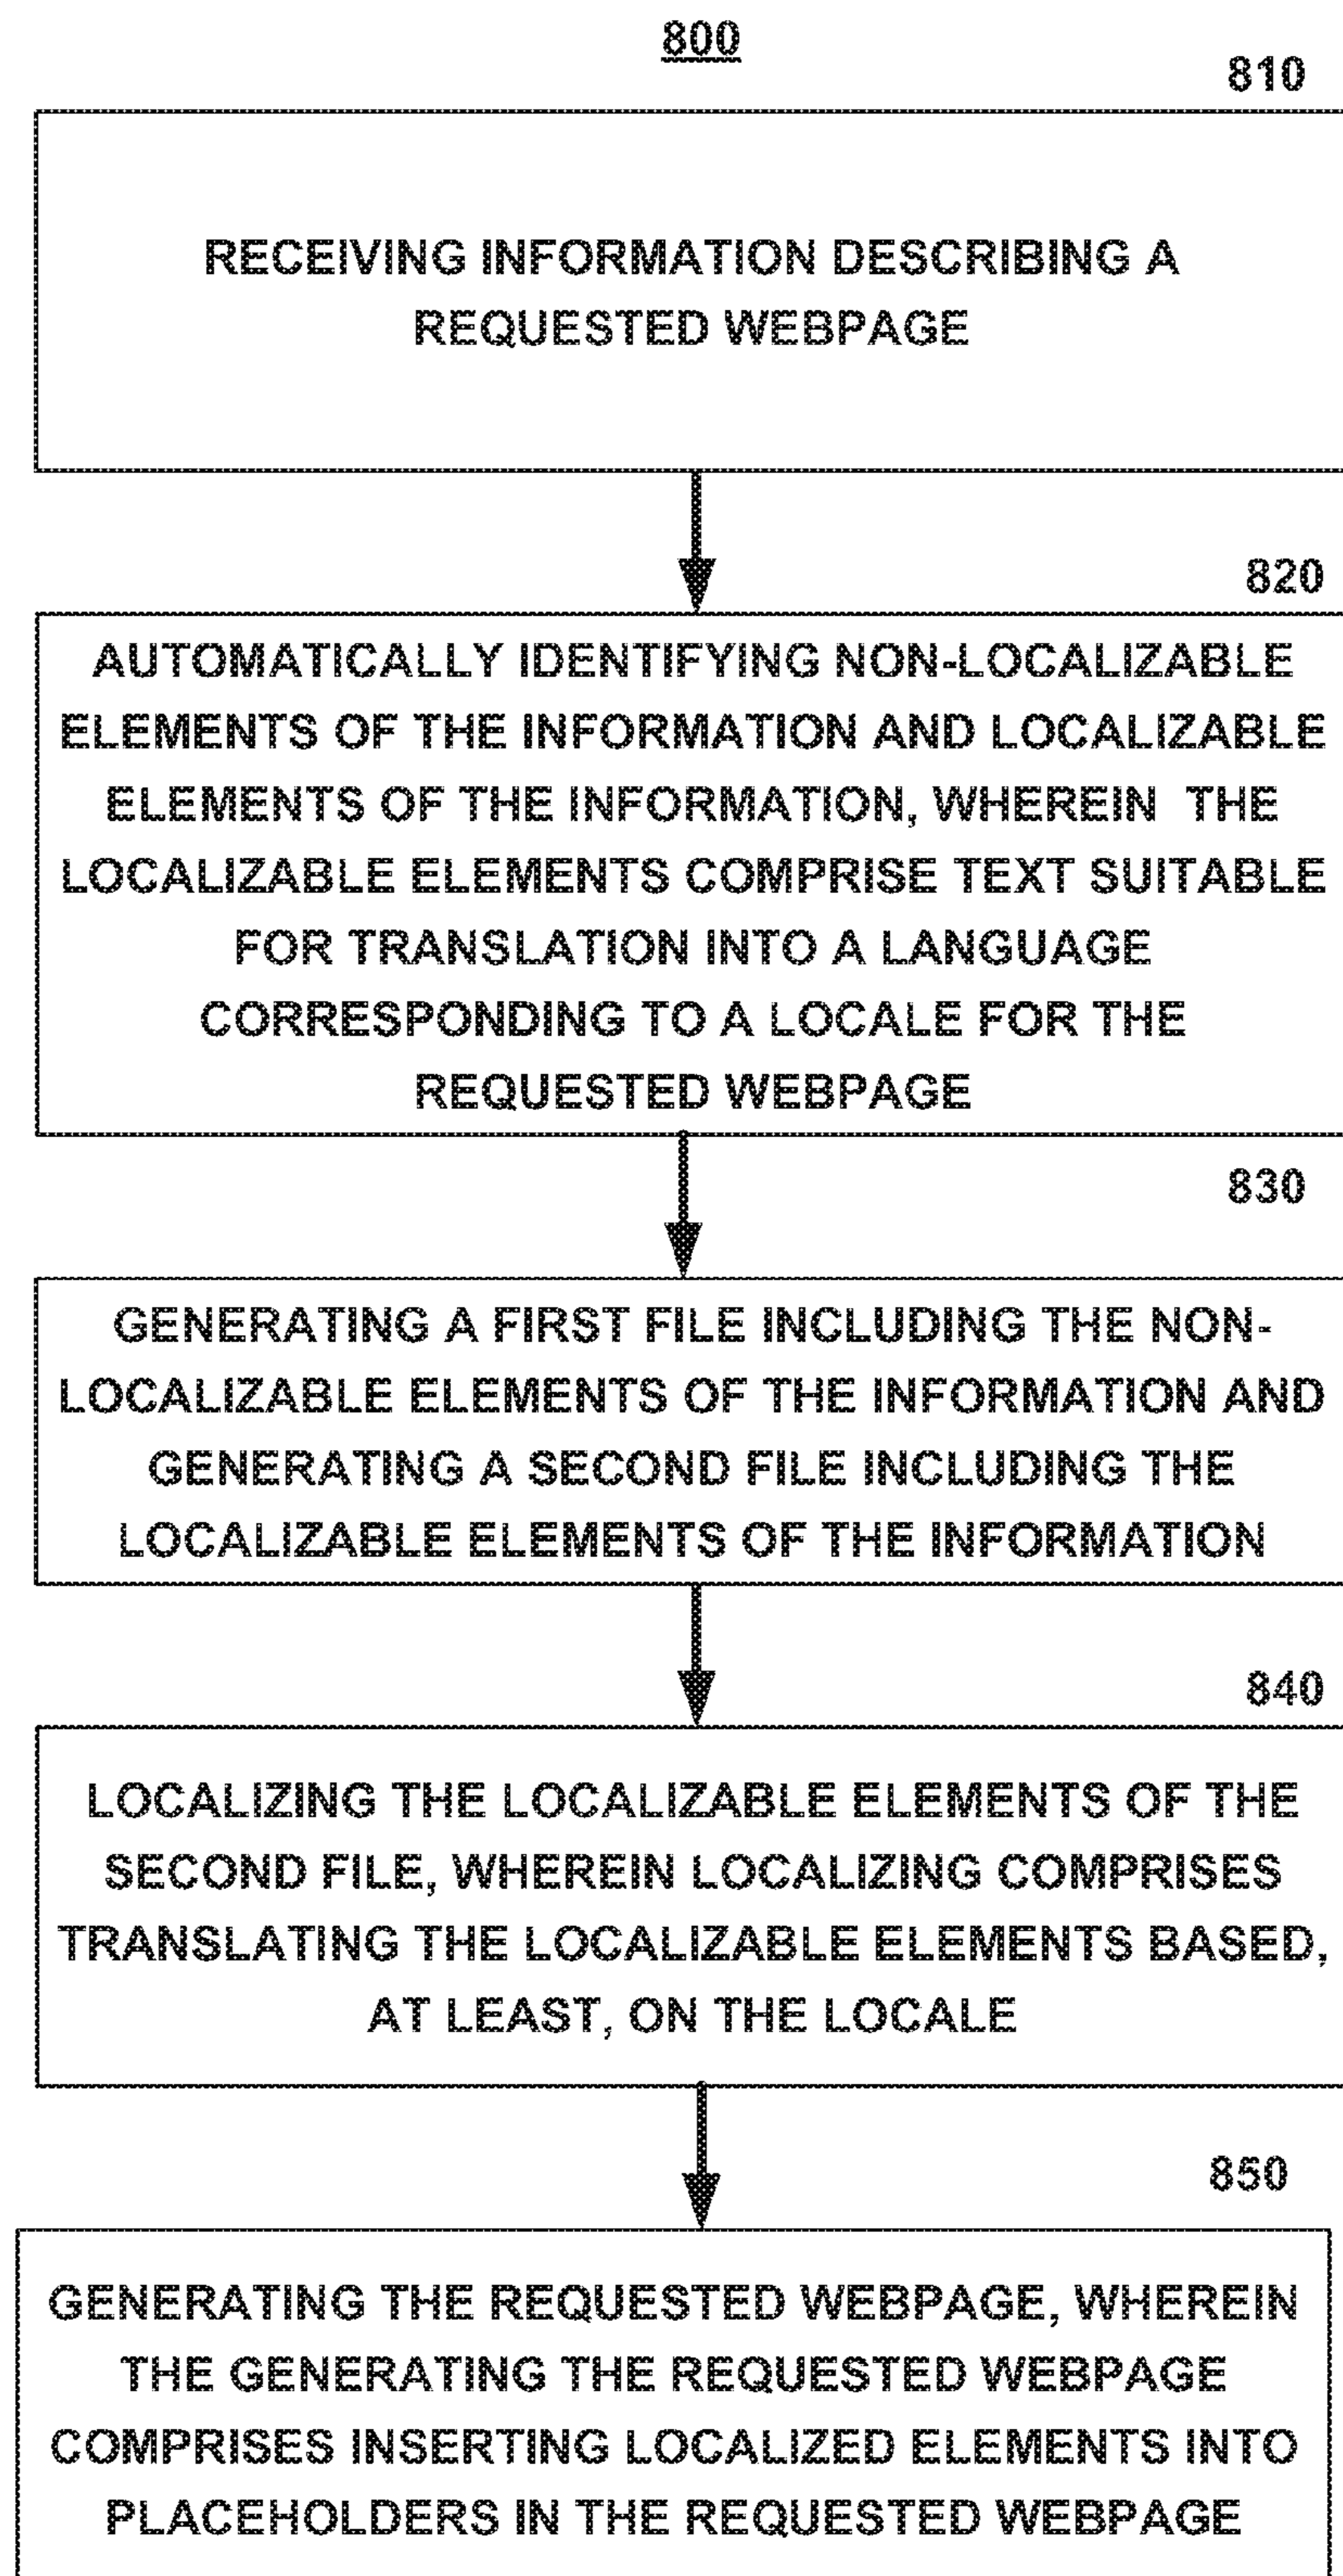 800
810
RECEIVING INFORMATION DESCRIBING A
REQUESTED WEBPAGE
820
AUTOMATICALLY IDENTIFYING NON-LOCALIZABLE
ELEMENTS OF THE INFORMATION AND LOCALIZABLE
ELEMENTS OF THE INFORMATION, WHEREIN THE
LOCALIZABLE ELEMENTS COMPRISE TEXT SUITABLE
FOR TRANSLATION INTO A LANGUAGE
CORRESPONDING TO A LOCALE FOR THE
REQUESTED WEBPAGE
830
GENERATING A FIRST FILE INCLUDING THE NON-
LOCALIZABLE ELEMENTS OF THE INFORMATION AND
GENERATING A SECOND FILE INCLUDING THE
LOCALIZABLE ELEMENTS OF THE INFORMATION
840
LOCALIZING THE LOCALIZABLE ELEMENTS OF THE
SECOND FILE, WHEREIN LOCALIZING COMPRISES
TRANSLATING THE LOCALIZABLE ELEMENTS BASED,
AT LEAST, ON THE LOCALE
850
GENERATING THE REQUESTED WEBPAGE, WHEREIN
THE GENERATING THE REQUESTED WEBPAGE
COMPRISES INSERTING LOCALIZED ELEMENTS INTO
PLACEHOLDERS IN THE REQUESTED WEBPAGE